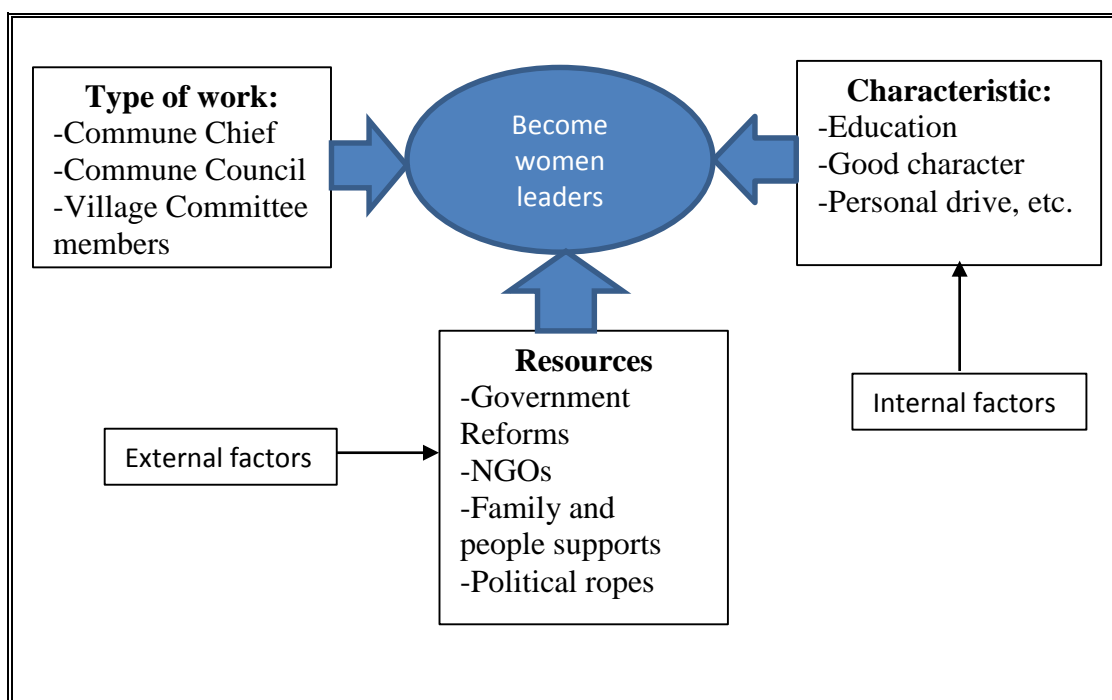 Type of work:
-Commune Chief
-Commune Council
-Village Committee
members
Become
women
leaders
Characteristic:
-Education
-Good character
-Personal drive, etc.
Resources
-Government
Reforms
-NGOs
-Family and
people supports
-Political ropes
External factors
Internal factors